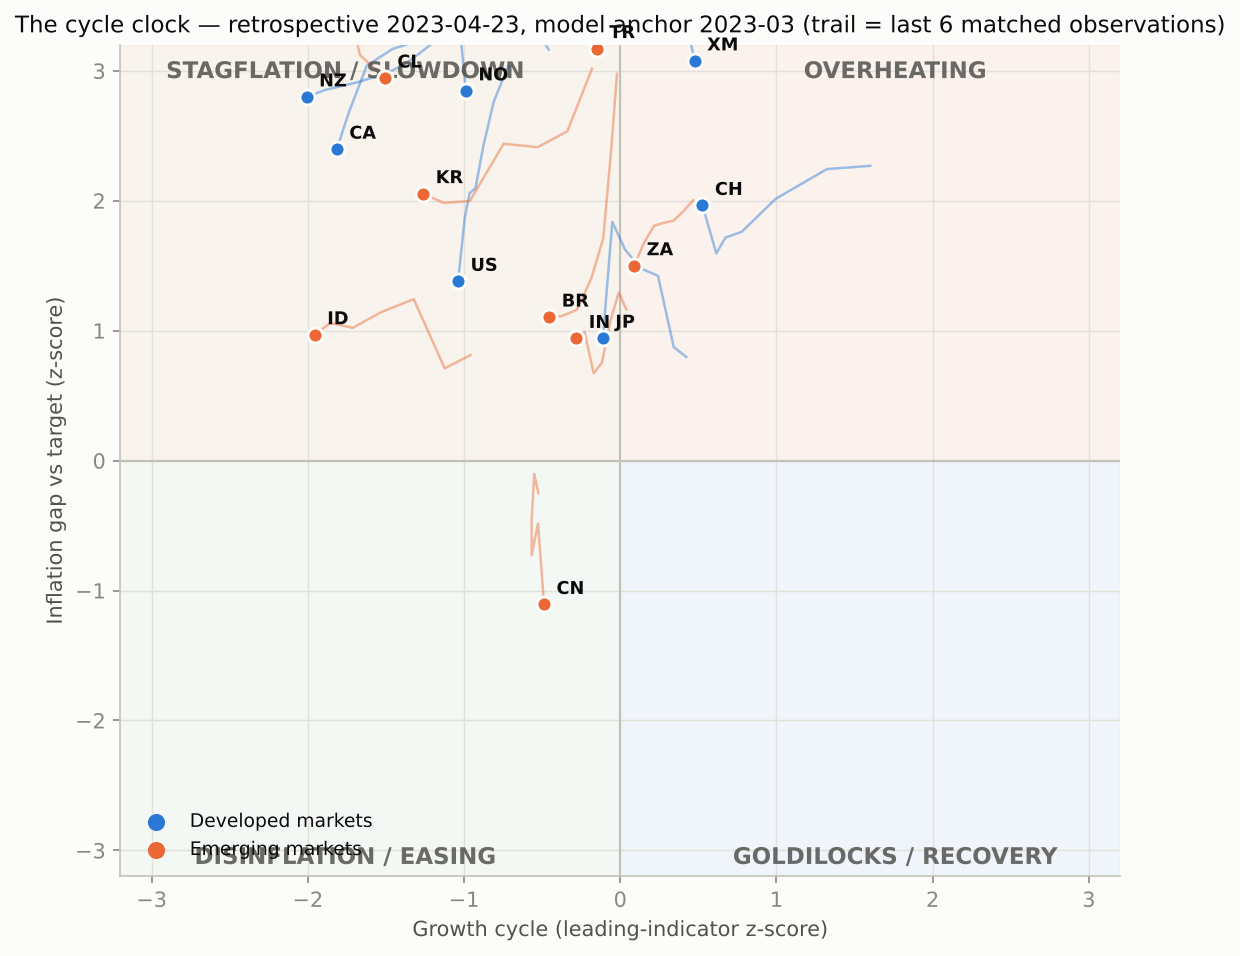 The cycle clock — retrospective 2023-04-23, model anchor 2023-03 (trail = last 6 matched observations)
TR
XM
STAGFLATION / SLOWDOWN
OVERHEATING
CL
NO
NZ
CA
KR
CH
US
ZA
BR
ID
IN
JP
CN
3
2
1
0
−1
−2
−3
Inflation gap vs target (z-score)
Developed markets
Emerging markets
DISINFLATION / EASING
GOLDILOCKS / RECOVERY
−3 −2 −1 0 1 2 3
Growth cycle (leading-indicator z-score)